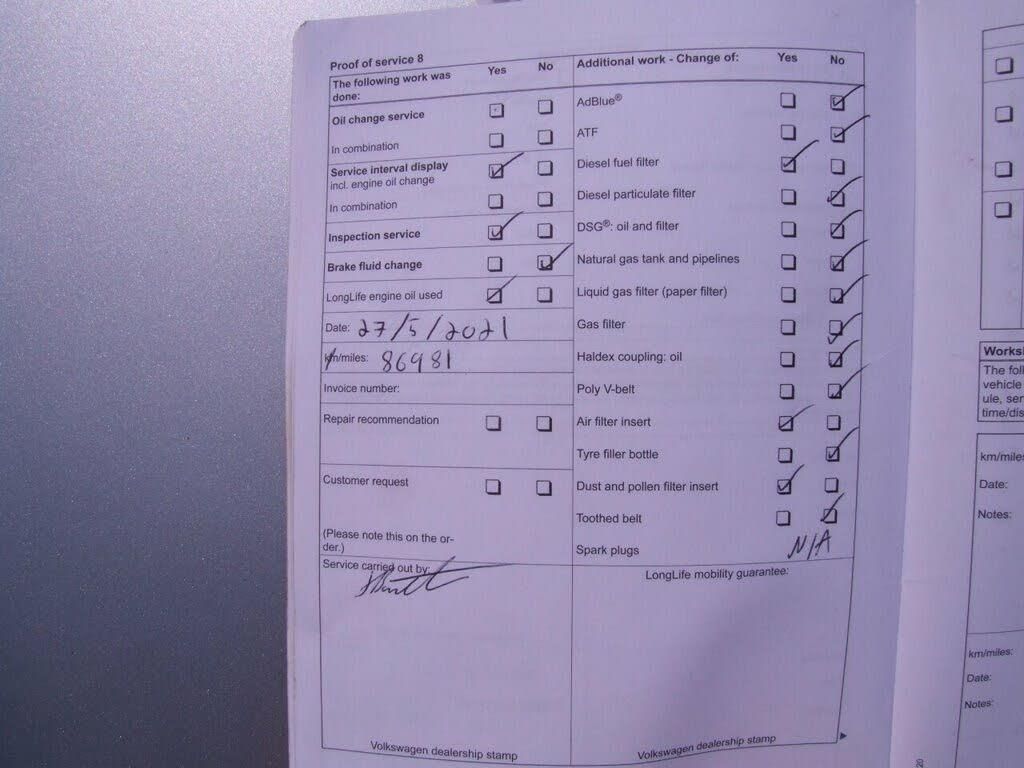 Proof of service 8
The following work was done: Yes No
Oil change service
In combination
Service interval display
incl. engine oil change
In combination
Inspection service
Brake fluid change
LongLife engine oil used
Date: 27/5/2021
km/miles: 86981
Invoice number:
Repair recommendation
Customer request
(Please note this on the or-
der.)
Service carried out by:
Volkswagen dealership stamp
Additional work - Change of: Yes No
AdBlue®
ATF
Diesel fuel filter
Diesel particulate filter
DSG®: oil and filter
Natural gas tank and pipelines
Liquid gas filter (paper filter)
Gas filter
Haldex coupling: oil
Poly V-belt
Air filter insert
Tyre filler bottle
Dust and pollen filter insert
Toothed belt
Spark plugs N/A
LongLife mobility guarantee:
Volkswagen dealership stamp
20
The
vehicle
time/dis
km/miles:
Date:
Notes:
km/miles:
Date:
Notes: